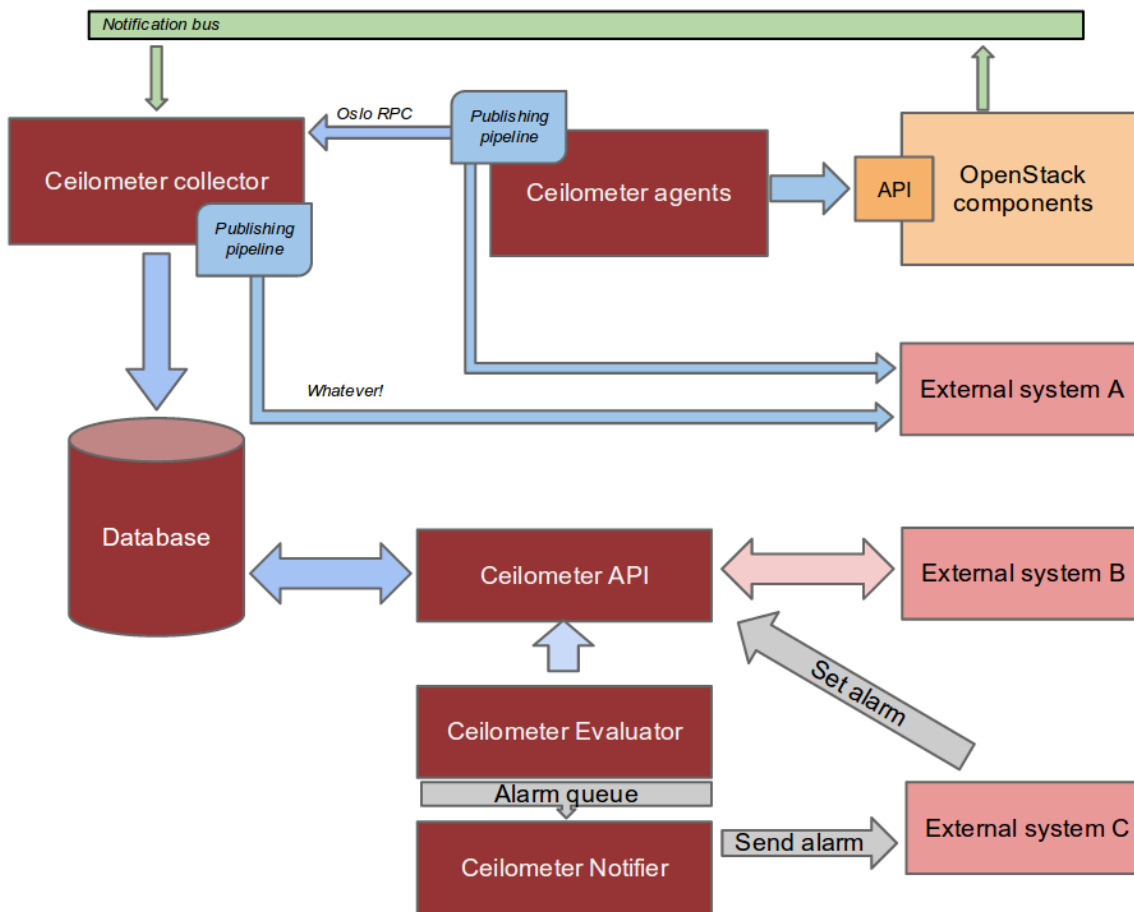 Notification bus
Oslo RPC
Publishing
pipeline
Ceilometer collector
Ceilometer agents
API
OpenStack
components
Publishing
pipeline
Whatever!
External system A
Database
Ceilometer API
External system B
Set alarm
Ceilometer Evaluator
Alarm queue
Send alarm
External system C
Ceilometer Notifier